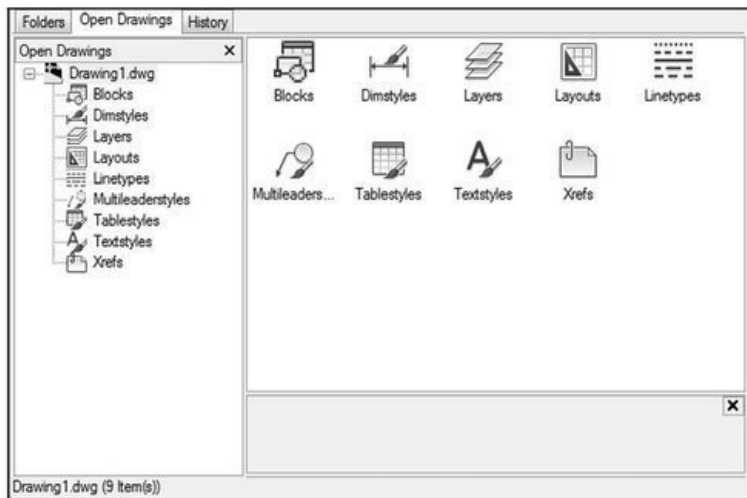 Folders Open Drawings History
Open Drawings
Drawing1.dwg
Blocks
Dimstyles
Layers
Layouts
Linetypes
Multileaderstyles
Tablestyles
Textstyles
Xrefs
Blocks Dimstyles Layers Layouts Linetypes
Multileaders... Tablestyles Textstyles Xrefs
Drawing1.dwg (9 Item(s))